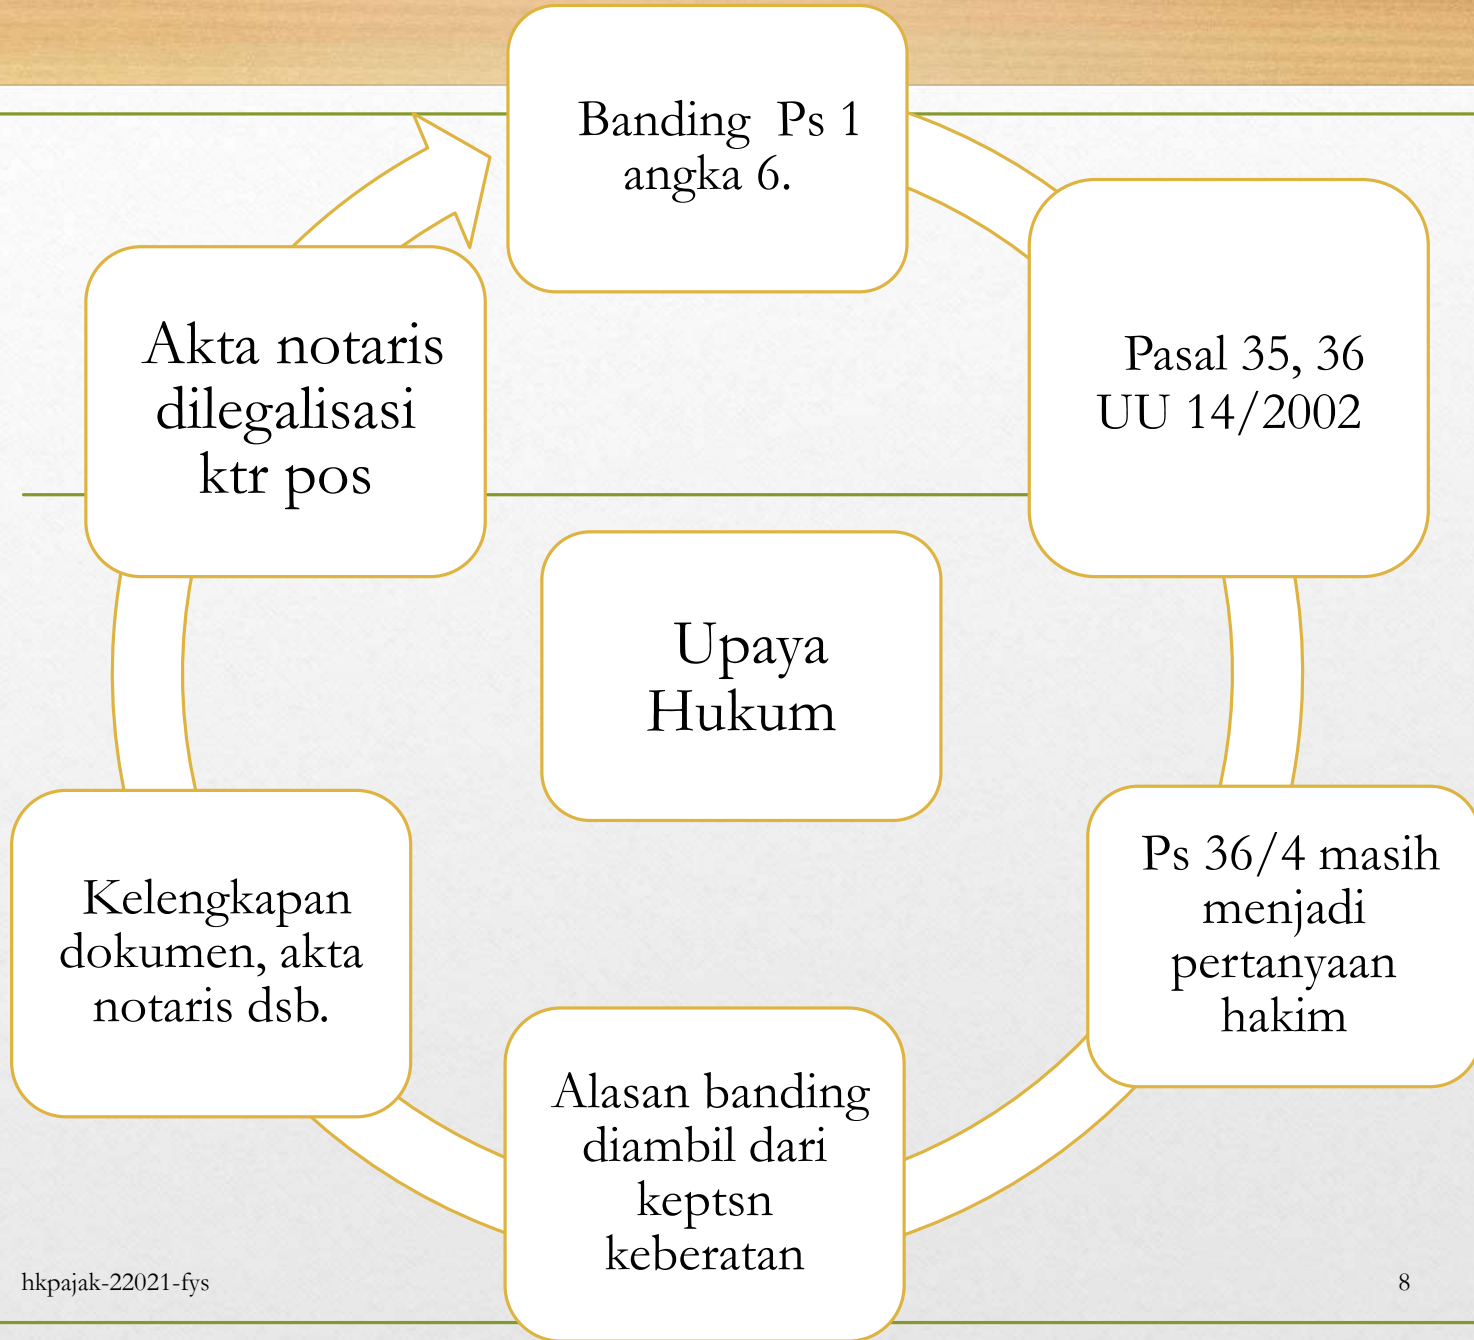 Banding Ps 1
angka 6.
Pasal 35, 36
UU 14/2002
Ps 36/4 masih
menjadi
pertanyaan
hakim
Alasan banding
diambil dari
keptsn
keberatan
Kelengkapan
dokumen, akta
notaris dsb.
Akta notaris
dilegalisasi
ktr pos
Upaya
Hukum
hkpajak-22021-fys
8